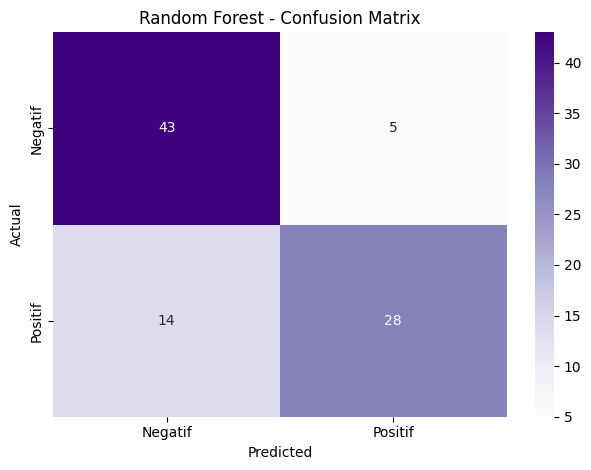 Random Forest - Confusion Matrix
Actual
Negatif
43
5
Positif
14
28
Negatif
Positif
Predicted
40
35
30
25
20
15
10
5